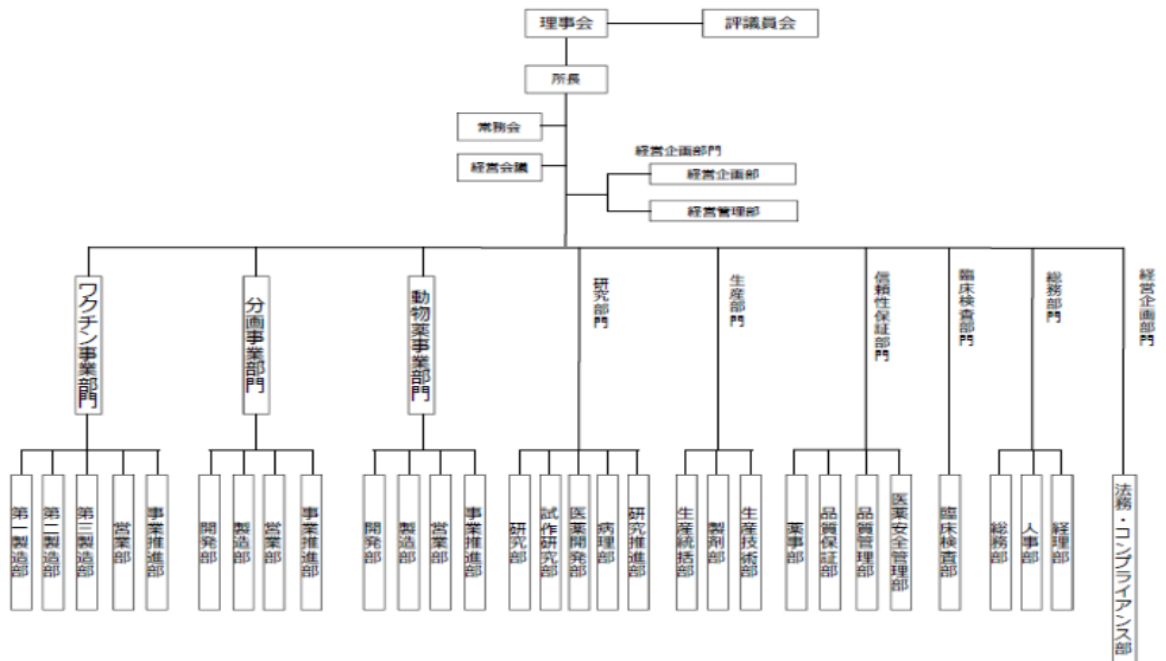 理事会
評議員会
所長
常務会
経営会議
経営企画部門
経営企画部
経営管理部
ワクチン事業部門
分画事業部門
動物薬事業部門
研究部門
生産部門
信頼性保証部門
臨床検査部門
総務部門
経営企画部門
第一製造部
第二製造部
第三製造部
営業部
事業推進部
開発部
製造部
営業部
事業推進部
開発部
製造部
営業部
事業推進部
研究部
試作研究部
医薬開発部
病理部
研究推進部
生産統括部
製剤部
生産技術部
薬事部
品質保証部
品質管理部
医薬安全管理部
臨床検査部
総務部
人事部
経理部
法務・コンプライアンス部